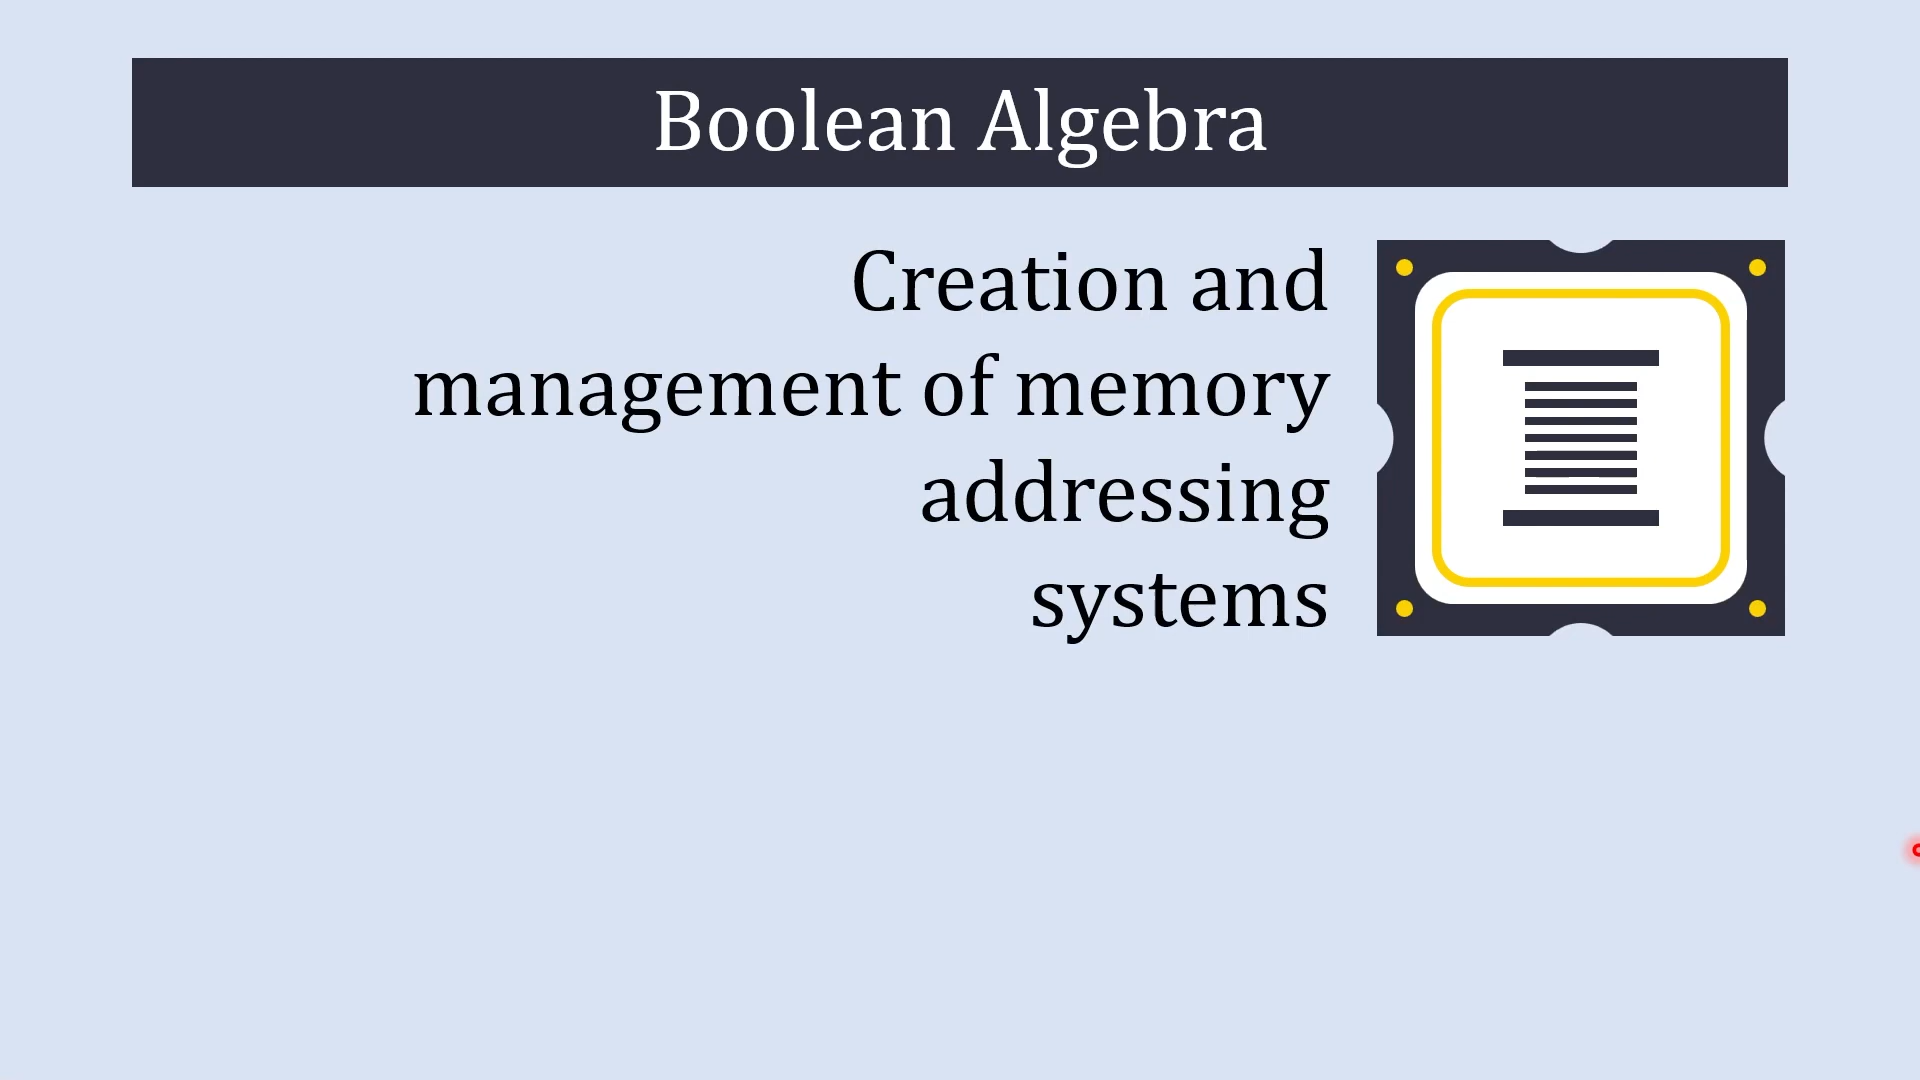 Boolean Algebra
Creation and
management of memory
addressing
systems